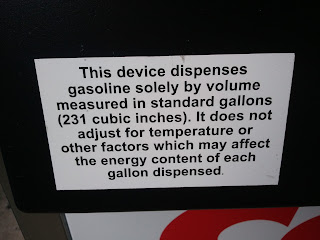 This device dispenses
gasoline solely by volume
measured in standard gallons
(231 cubic inches). It does not
adjust for temperature or
other factors which may affect
the energy content of each
gallon dispensed.